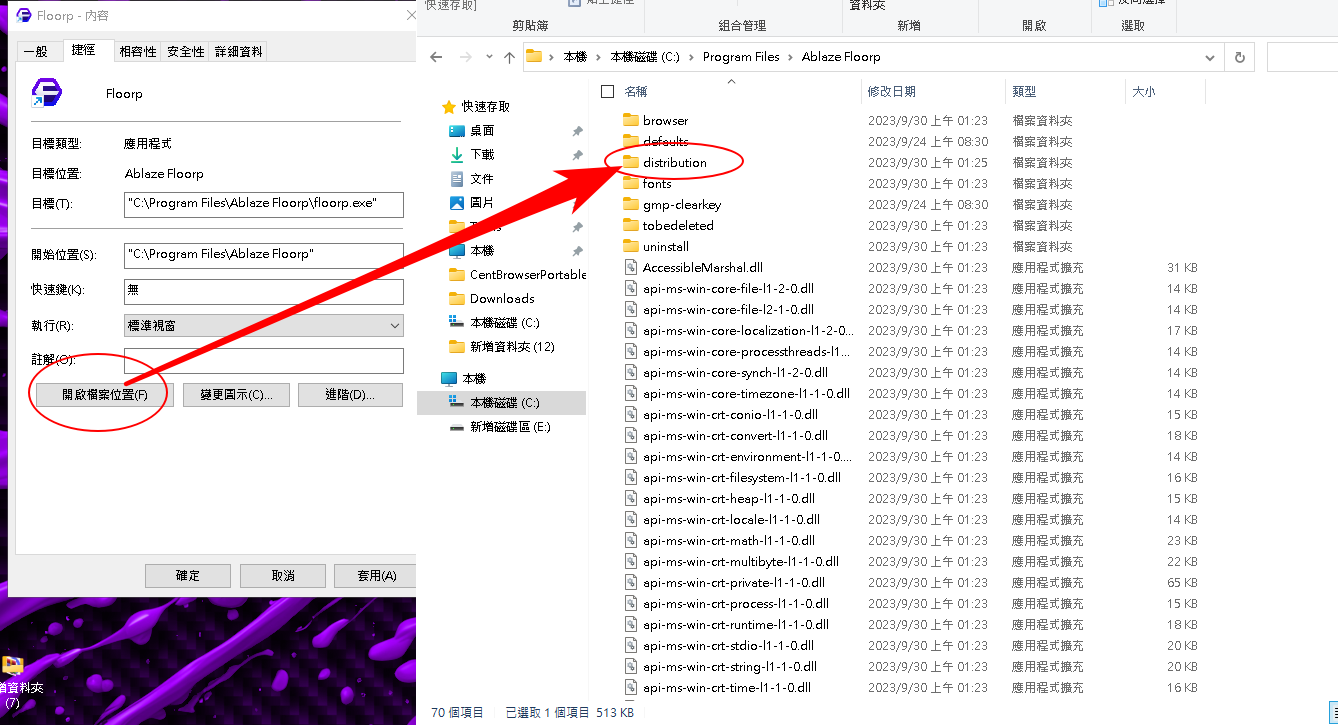 Floorp - 內容
一般
捷徑
相容性
安全性
詳細資料
Floorp
目標類型:
應用程式
目標位置:
Ablaze Floorp
目標(T):
"C:\Program Files\Ablaze Floorp\floorp.exe"
開始位置(S):
"C:\Program Files\Ablaze Floorp"
快速鍵(K):
無
執行(R):
標準視窗
註解(O):
開啟檔案位置(F)
變更圖示(C)...
進階(D)...
確定
取消
套用(A)
增資料夾
(7)
快速存取]
資料夾
剪貼簿
組合管理
新增
開啟
選取
本機
本機磁碟 (C:)
Program Files
Ablaze Floorp
快速存取
桌面
下載
文件
圖片
本機
CentBrowserPortable
Downloads
本機磁碟 (C:)
新增資料夾 (12)
本機
本機磁碟 (C:)
新增磁碟區 (E:)
名稱 修改日期 類型 大小
browser 2023/9/30 上午 01:23 檔案資料夾
defaults 2023/9/24 上午 08:30 檔案資料夾
distribution 2023/9/30 上午 01:25 檔案資料夾
fonts 2023/9/30 上午 01:23 檔案資料夾
gmp-clearkey 2023/9/24 上午 08:30 檔案資料夾
tobedeleted 2023/9/30 上午 01:23 檔案資料夾
uninstall 2023/9/30 上午 01:23 檔案資料夾
AccessibleMarshal.dll 2023/9/30 上午 01:23 應用程式擴充 31 KB
api-ms-win-core-file-l1-2-0.dll 2023/9/30 上午 01:23 應用程式擴充 14 KB
api-ms-win-core-file-l2-1-0.dll 2023/9/30 上午 01:23 應用程式擴充 14 KB
api-ms-win-core-localization-l1-2-0... 2023/9/30 上午 01:23 應用程式擴充 17 KB
api-ms-win-core-processthreads-l1... 2023/9/30 上午 01:23 應用程式擴充 14 KB
api-ms-win-core-synch-l1-2-0.dll 2023/9/30 上午 01:23 應用程式擴充 14 KB
api-ms-win-core-timezone-l1-1-0.dll 2023/9/30 上午 01:23 應用程式擴充 14 KB
api-ms-win-crt-conio-l1-1-0.dll 2023/9/30 上午 01:23 應用程式擴充 15 KB
api-ms-win-crt-convert-l1-1-0.dll 2023/9/30 上午 01:23 應用程式擴充 18 KB
api-ms-win-crt-environment-l1-1-0.... 2023/9/30 上午 01:23 應用程式擴充 14 KB
api-ms-win-crt-filesystem-l1-1-0.dll 2023/9/30 上午 01:23 應用程式擴充 16 KB
api-ms-win-crt-heap-l1-1-0.dll 2023/9/30 上午 01:23 應用程式擴充 15 KB
api-ms-win-crt-locale-l1-1-0.dll 2023/9/30 上午 01:23 應用程式擴充 14 KB
api-ms-win-crt-math-l1-1-0.dll 2023/9/30 上午 01:23 應用程式擴充 23 KB
api-ms-win-crt-multibyte-l1-1-0.dll 2023/9/30 上午 01:23 應用程式擴充 22 KB
api-ms-win-crt-private-l1-1-0.dll 2023/9/30 上午 01:23 應用程式擴充 65 KB
api-ms-win-crt-process-l1-1-0.dll 2023/9/30 上午 01:23 應用程式擴充 15 KB
api-ms-win-crt-runtime-l1-1-0.dll 2023/9/30 上午 01:23 應用程式擴充 18 KB
api-ms-win-crt-stdio-l1-1-0.dll 2023/9/30 上午 01:23 應用程式擴充 20 KB
api-ms-win-crt-string-l1-1-0.dll 2023/9/30 上午 01:23 應用程式擴充 20 KB
api-ms-win-crt-time-l1-1-0.dll 2023/9/30 上午 01:23 應用程式擴充 16 KB
70 個項目 已選取 1 個項目 513 KB